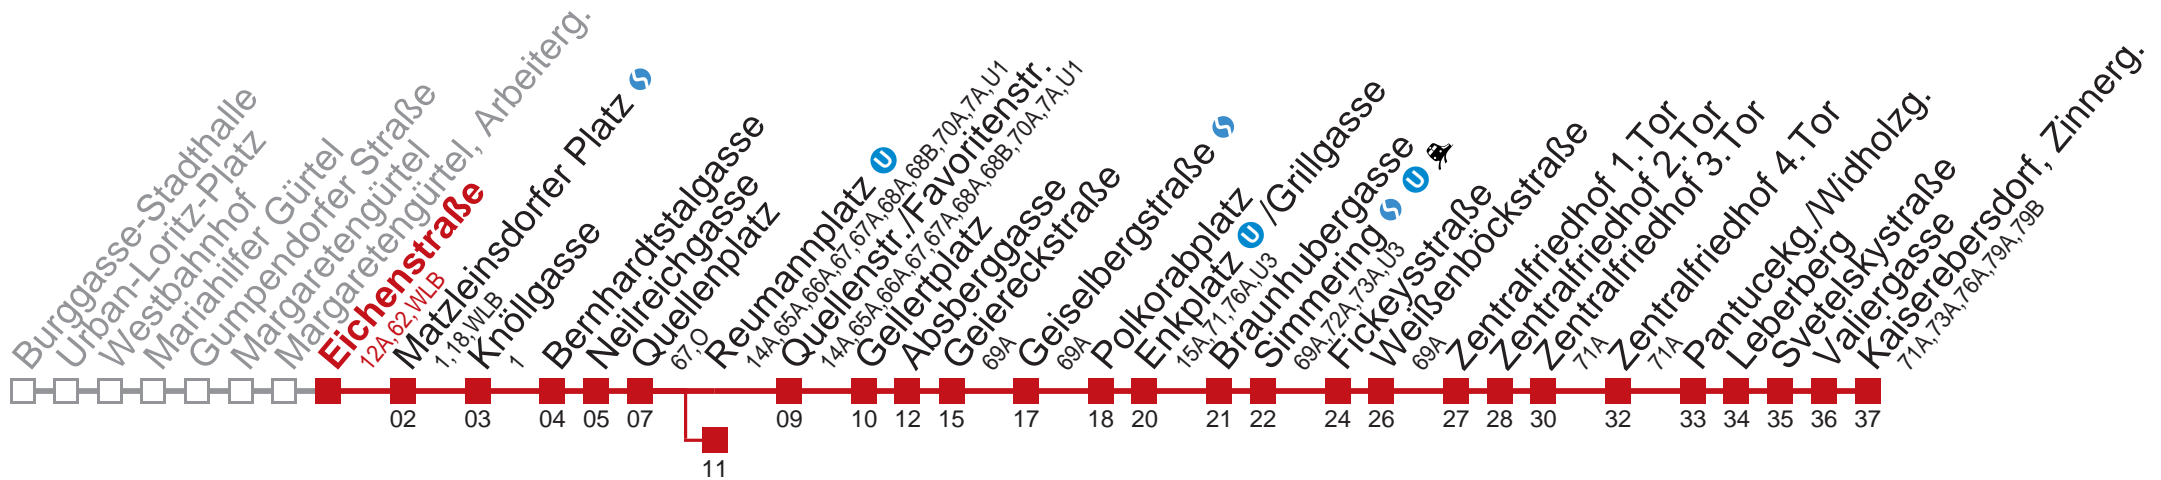 Burggasse-Stadthalle
Urban-Loritz-Platz
Westbahnhof
Mariahilfer Gürtel
Gumpendorfer Straße
Margaretengürtel
Margaretengürtel, Arbeiterg.
Eichenstraße
12A,62,WLB
Matzleinsdorfer Platz
1,18,WLB
Knöllgasse
1
Bernhardtstalgasse
Neilreichgasse
Quellenplatz
67,O
Reumannplatz U
14A,65A,66A,67,67A,68A,68B,70A,7A,U1
Quellenstr./Favoritenstr.
14A,65A,66A,67,67A,68A,68B,70A,7A,U1
Gellertplatz
Absberggasse
Geiereckstraße
69A
Geiselbergstraße
69A
Polkorabplatz
Enkplatz U /Grillgasse
15A,71,76A,U3
Braunhubergasse
Simmering U
69A,72A,73A,U3
Fickeysstraße
Weißenböckstraße
69A
Zentralfriedhof 1.Tor
Zentralfriedhof 2.Tor
Zentralfriedhof 3.Tor
71A
Zentralfriedhof 4.Tor
71A
Pantucekg./Widholzg.
Leberberg
Svetelskystraße
Valiergasse
Kaiserebersdorf, Zinnerg.
71A,73A,76A,79A,79B
02 03 04 05 07 09 10 12 15 17 18 20 21 22 24 26 27 28 30 32 33 34 35 36 37
11